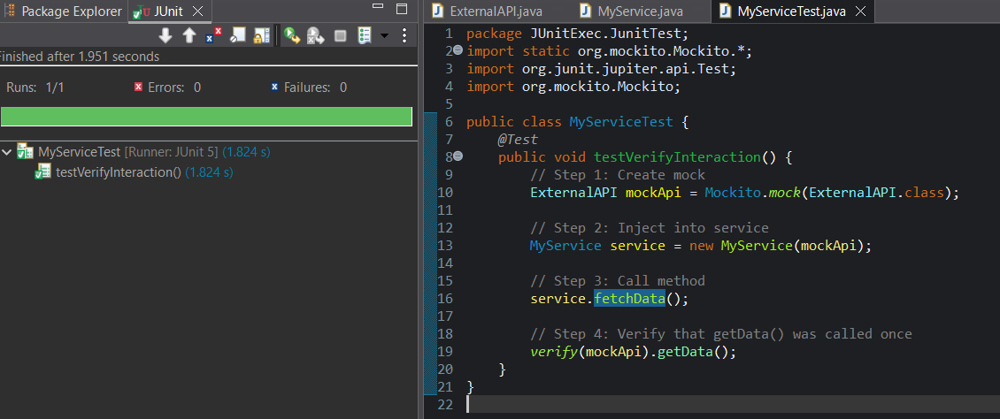 Package Explorer
JUnit
Finished after 1.951 seconds
Runs: 1/1
Errors: 0
Failures: 0
MyServiceTest [Runner: JUnit 5] (1.824 s)
testVerifyInteraction() (1.824 s)
ExternalAPI.java
MyService.java
MyServiceTest.java
1 package JUnitExec.JunitTest;
2 import static org.mockito.Mockito.*;
3 import org.junit.jupiter.api.Test;
4 import org.mockito.Mockito;
5
6 public class MyServiceTest {
7     @Test
8     public void testVerifyInteraction() {
9         // Step 1: Create mock
10         ExternalAPI mockApi = Mockito.mock(ExternalAPI.class);
11
12         // Step 2: Inject into service
13         MyService service = new MyService(mockApi);
14
15         // Step 3: Call method
16         service.fetchData();
17
18         // Step 4: Verify that getData() was called once
19         verify(mockApi).getData();
20     }
21 }
22